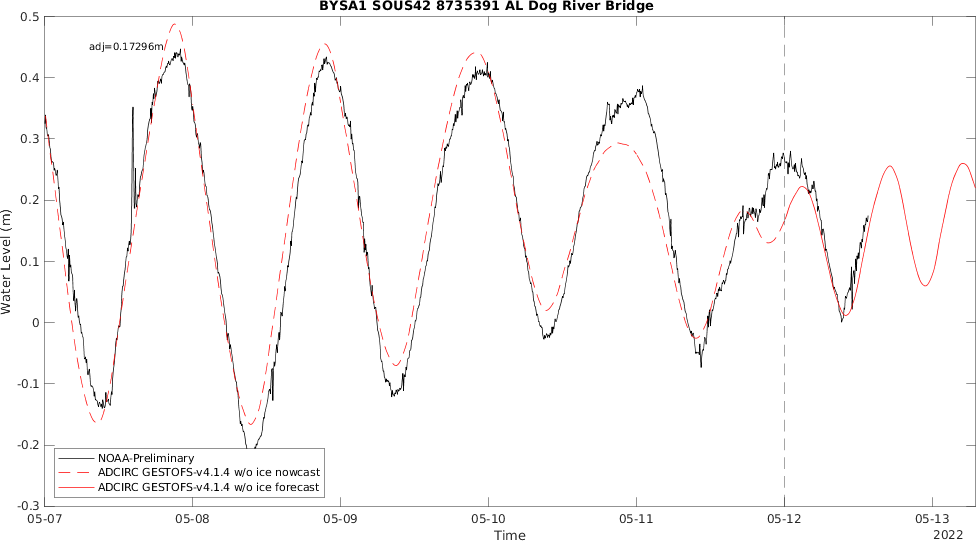 BYSA1 SOUS42 8735391 AL Dog River Bridge
adj=0.17296m
0.5
0.4
0.3
0.2
0.1
0
-0.1
-0.2
-0.3
Water Level (m)
NOAA-Preliminary
ADCIRC GESTOFS-v4.1.4 w/o ice nowcast
ADCIRC GESTOFS-v4.1.4 w/o ice forecast
05-07 05-08 05-09 05-10 05-11 05-12 05-13
Time
2022